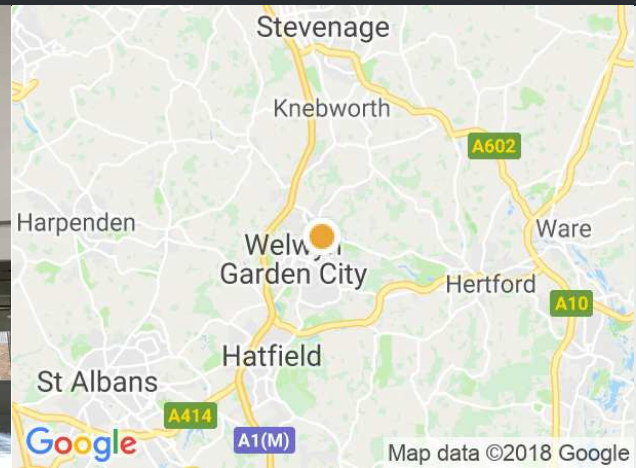 Stevenage
Knebworth
A602
Harpenden
Ware
Welwyn
Garden City
Hertford
A10
Hatfield
St Albans
A414
A1(M)
Google
Map data ©2018 Google